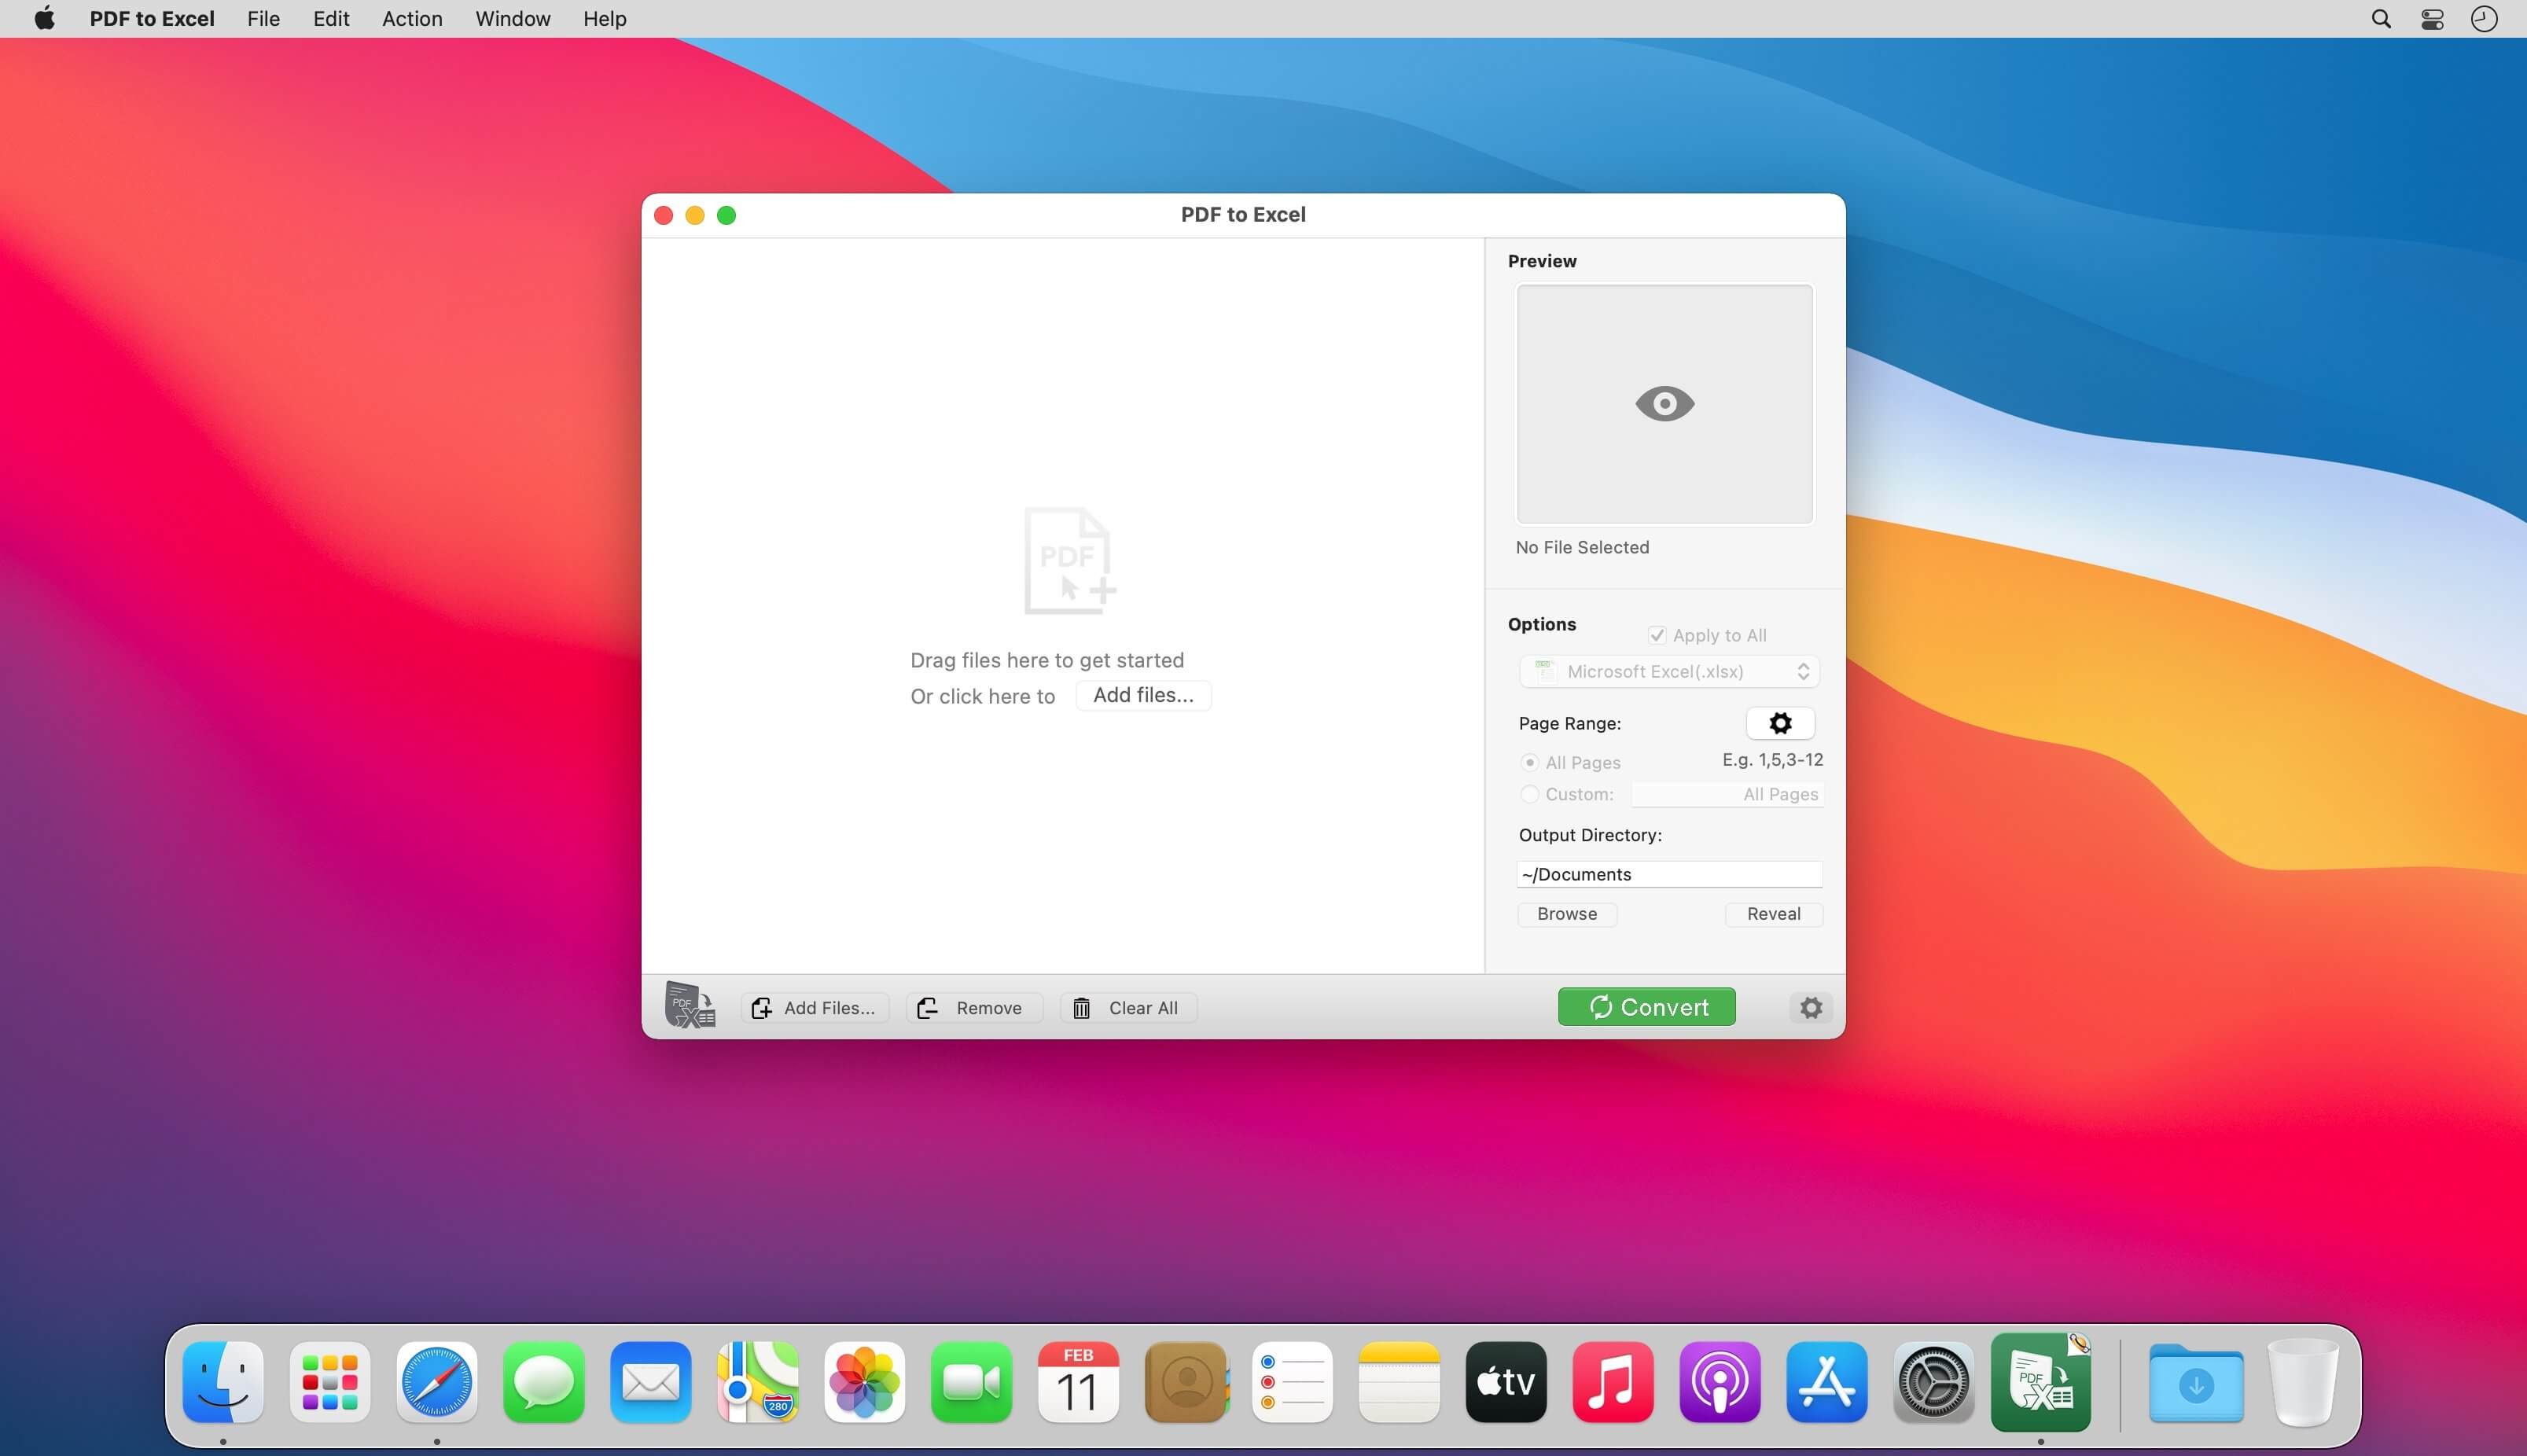 PDF to Excel File Edit Action Window Help
PDF to Excel
Preview
No File Selected
PDF
Drag files here to get started
Or click here to Add files...
Options
Apply to All
Microsoft Excel(.xlsx)
Page Range:
All Pages E.g. 1,5,3-12
Custom: All Pages
Output Directory:
~/Documents
Browse Reveal
PDF
Add Files... Remove Clear All Convert
280
FEB
11
tv
PDF